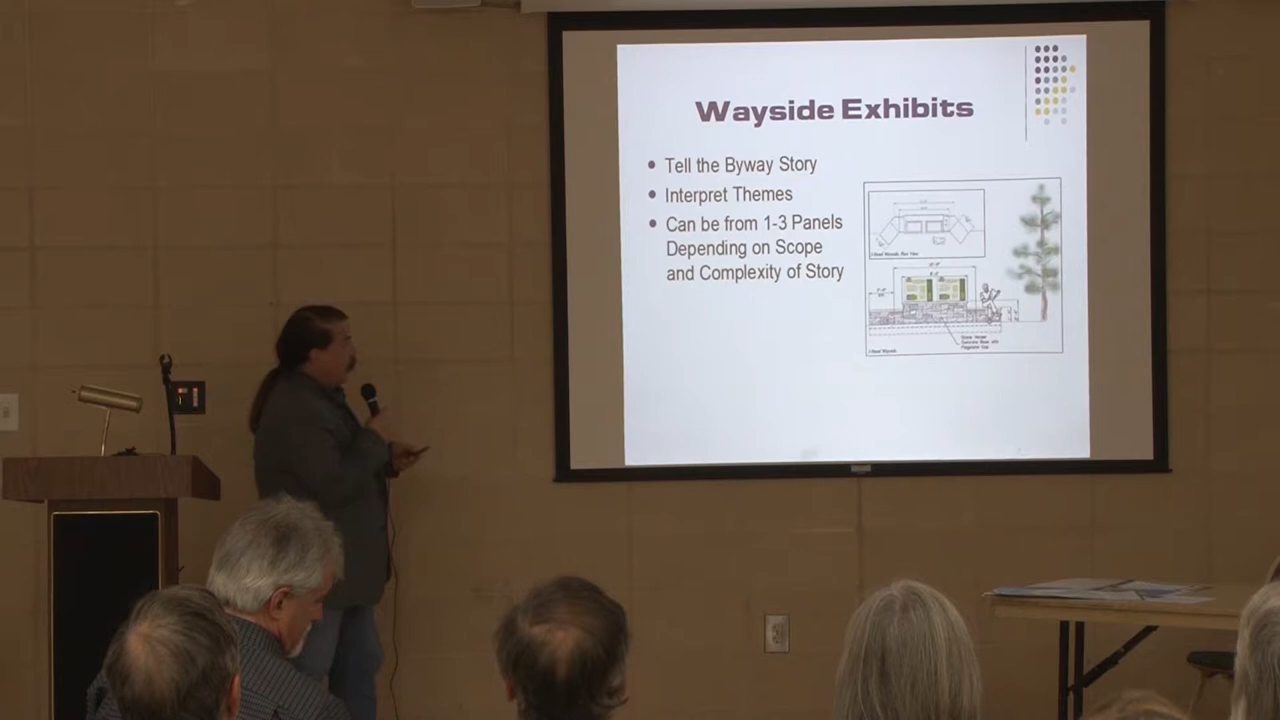 Wayside Exhibits
Tell the Byway Story
Interpret Themes
Can be from 1-3 Panels
Depending on Scope
and Complexity of Story